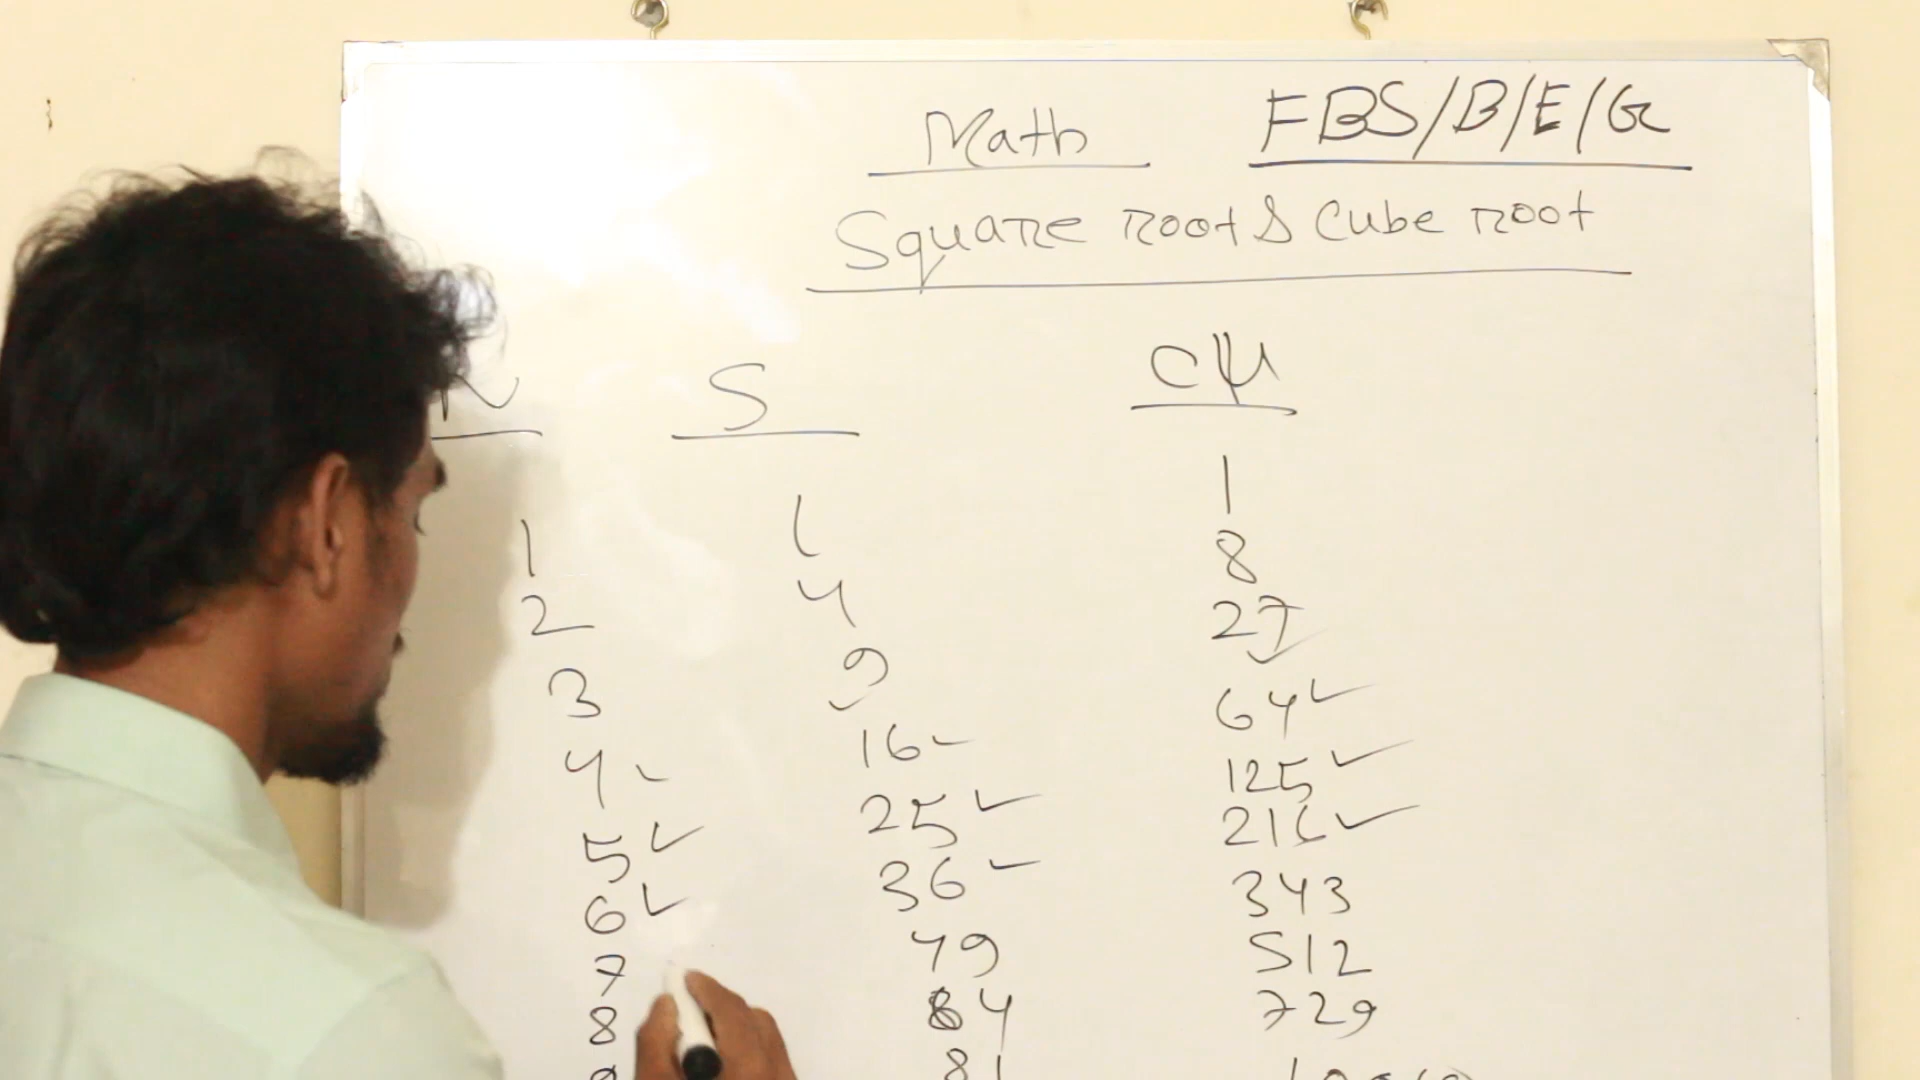 Math FBS/B/E/G
Square root & Cube root
N S Cu
1 1 1
2 4 8
3 9 27
4 16 64
5 25 125
6 36 216
7 49 343
8 64 512
9 81 729